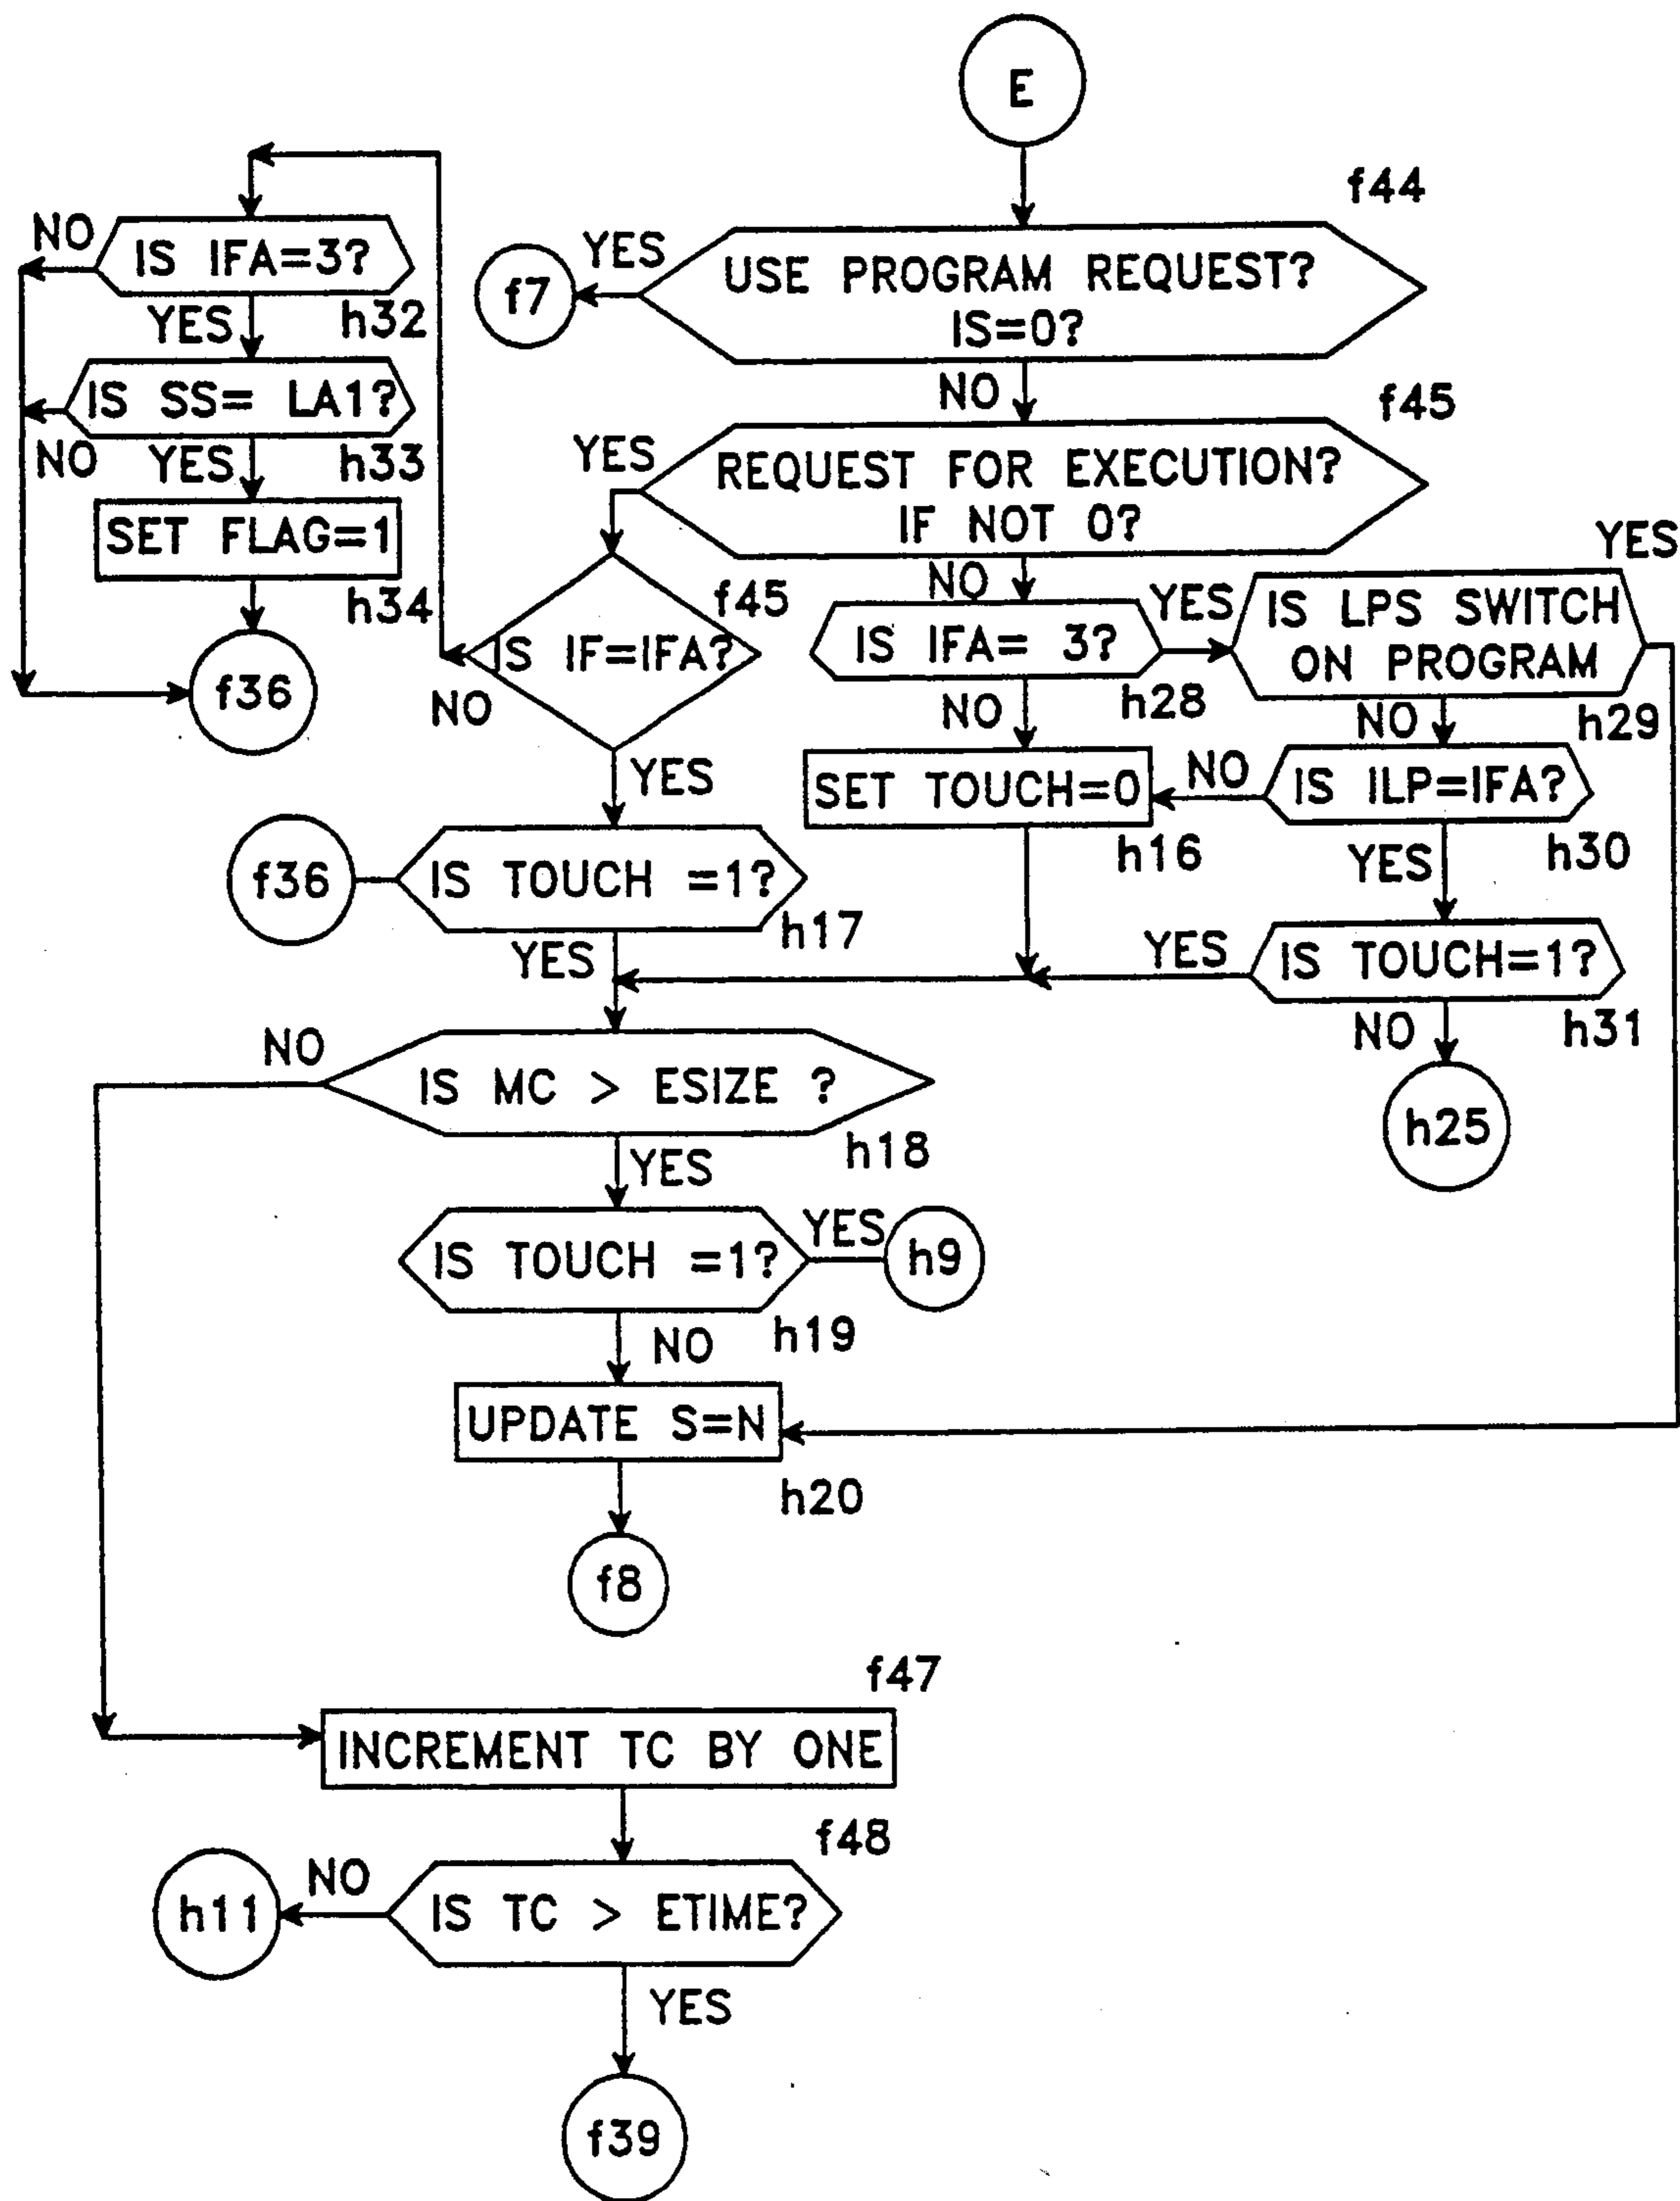 E
f44
NO
IS IFA=3?
YES
h32
f7
YES
USE PROGRAM REQUEST?
IS=0?
NO
IS SS= LA1?
NO
YES
h33
SET FLAG=1
h34
f36
f45
YES
REQUEST FOR EXECUTION?
IF NOT 0?
NO
f45
IS IF=IFA?
NO
YES
IS IFA= 3?
YES
h28
NO
YES
IS LPS SWITCH
ON PROGRAM
NO
h29
SET TOUCH=0
h16
NO
IS ILP=IFA?
h30
YES
f36
IS TOUCH =1?
h17
YES
YES
IS TOUCH=1?
h31
NO
h25
NO
IS MC > ESIZE ?
h18
YES
IS TOUCH =1?
YES
h9
h19
NO
UPDATE S=N
h20
f8
f47
INCREMENT TC BY ONE
f48
h11
NO
IS TC > ETIME?
YES
f39